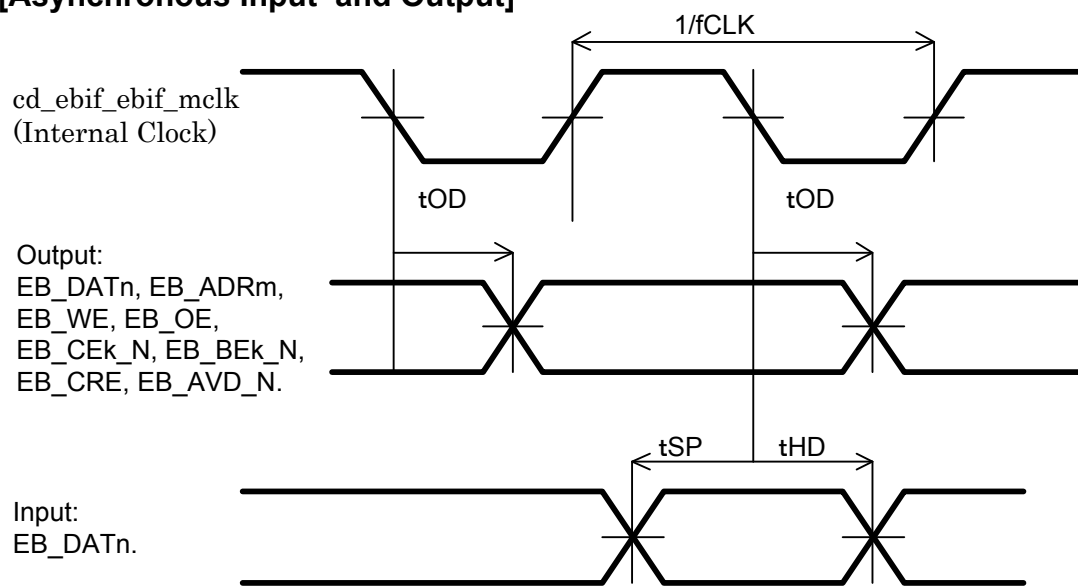 [Asynchronous Input and Output]
1/fCLK
cd_ebif_ebif_mclk
(Internal Clock)
tOD
tOD
Output:
EB_DATn, EB_ADRm,
EB_WE, EB_OE,
EB_CEk_N, EB_BEk_N,
EB_CRE, EB_AVD_N.
tSP
tHD
Input:
EB_DATn.